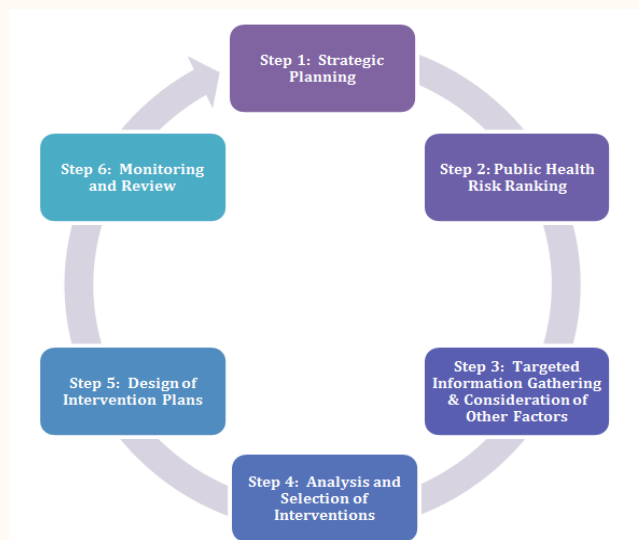 Step 1: Strategic
Planning
Step 2: Public Health
Risk Ranking
Step 3: Targeted
Information Gathering
& Consideration of
Other Factors
Step 4: Analysis and
Selection of
Interventions
Step 5: Design of
Intervention Plans
Step 6: Monitoring
and Review